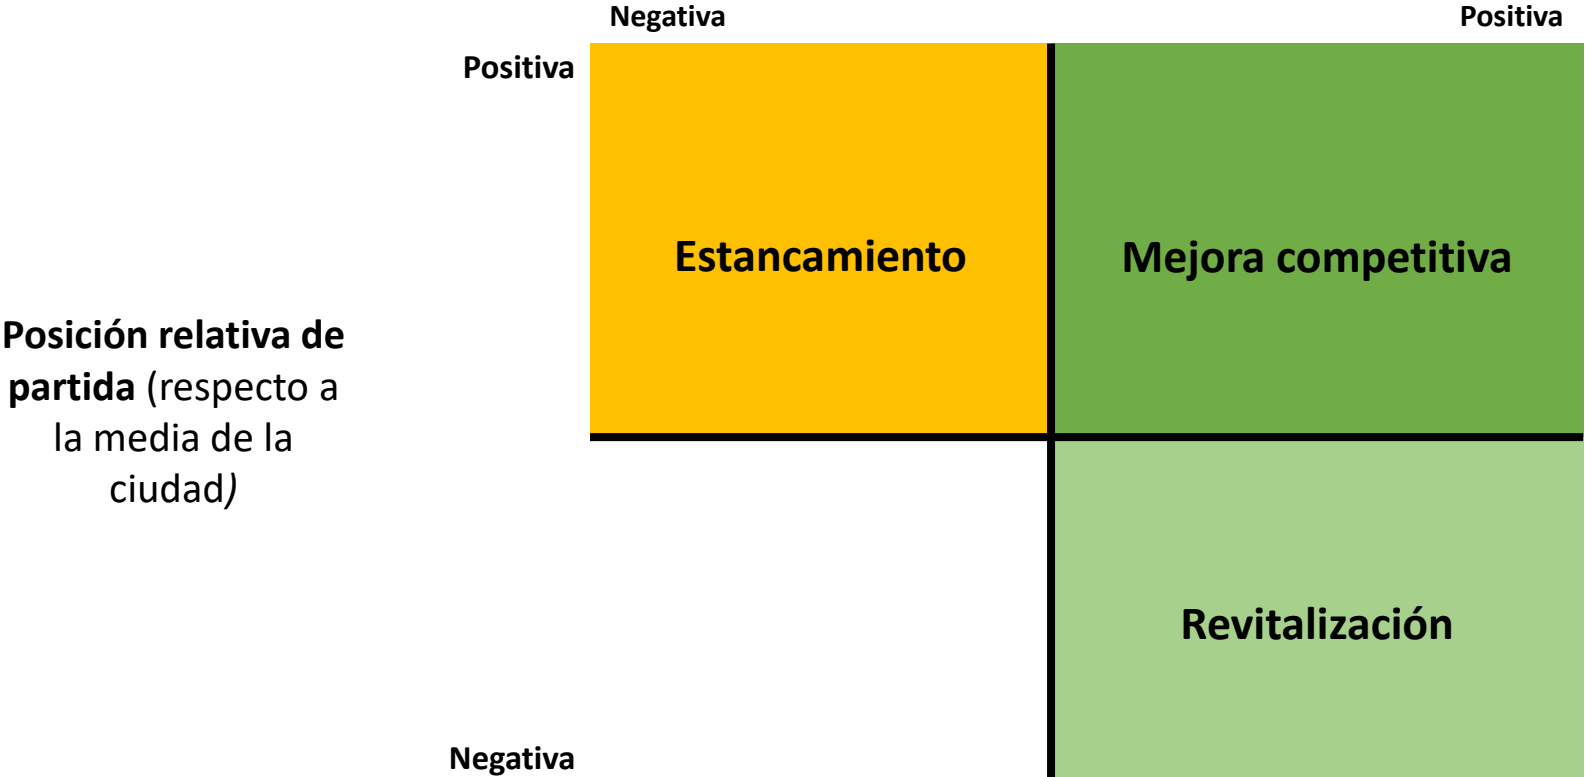 Negativa
Positiva
Positiva
Estancamiento
Mejora competitiva
Posición relativa de
partida (respecto a
la media de la
ciudad)
Revitalización
Negativa